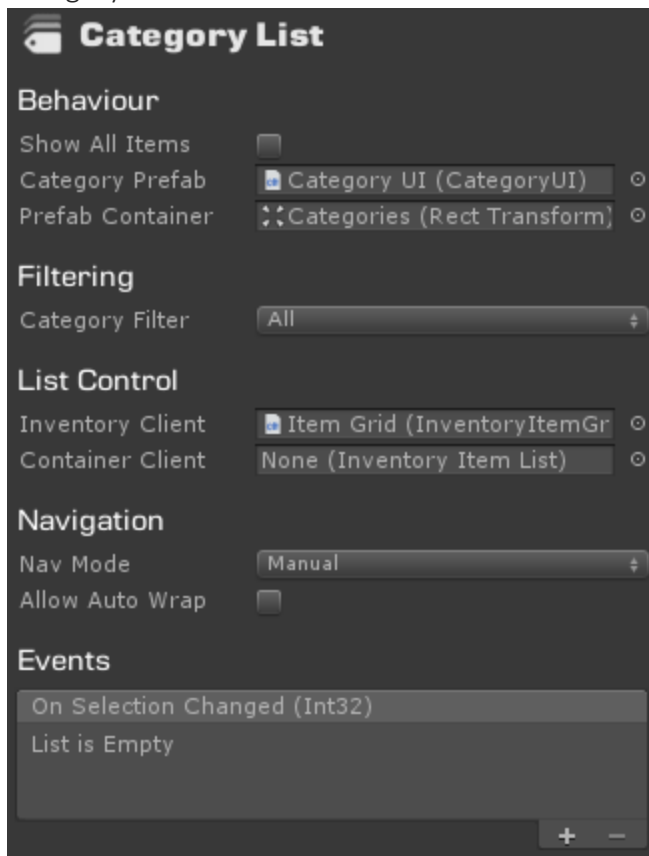 Category List
Behaviour
Show All Items
Category Prefab Category UI (CategoryUI)
Prefab Container Categories (Rect Transform)
Filtering
Category Filter All
List Control
Inventory Client Item Grid (InventoryItemGr
Container Client None (Inventory Item List)
Navigation
Nav Mode Manual
Allow Auto Wrap
Events
On Selection Changed (Int32)
List is Empty
+ −